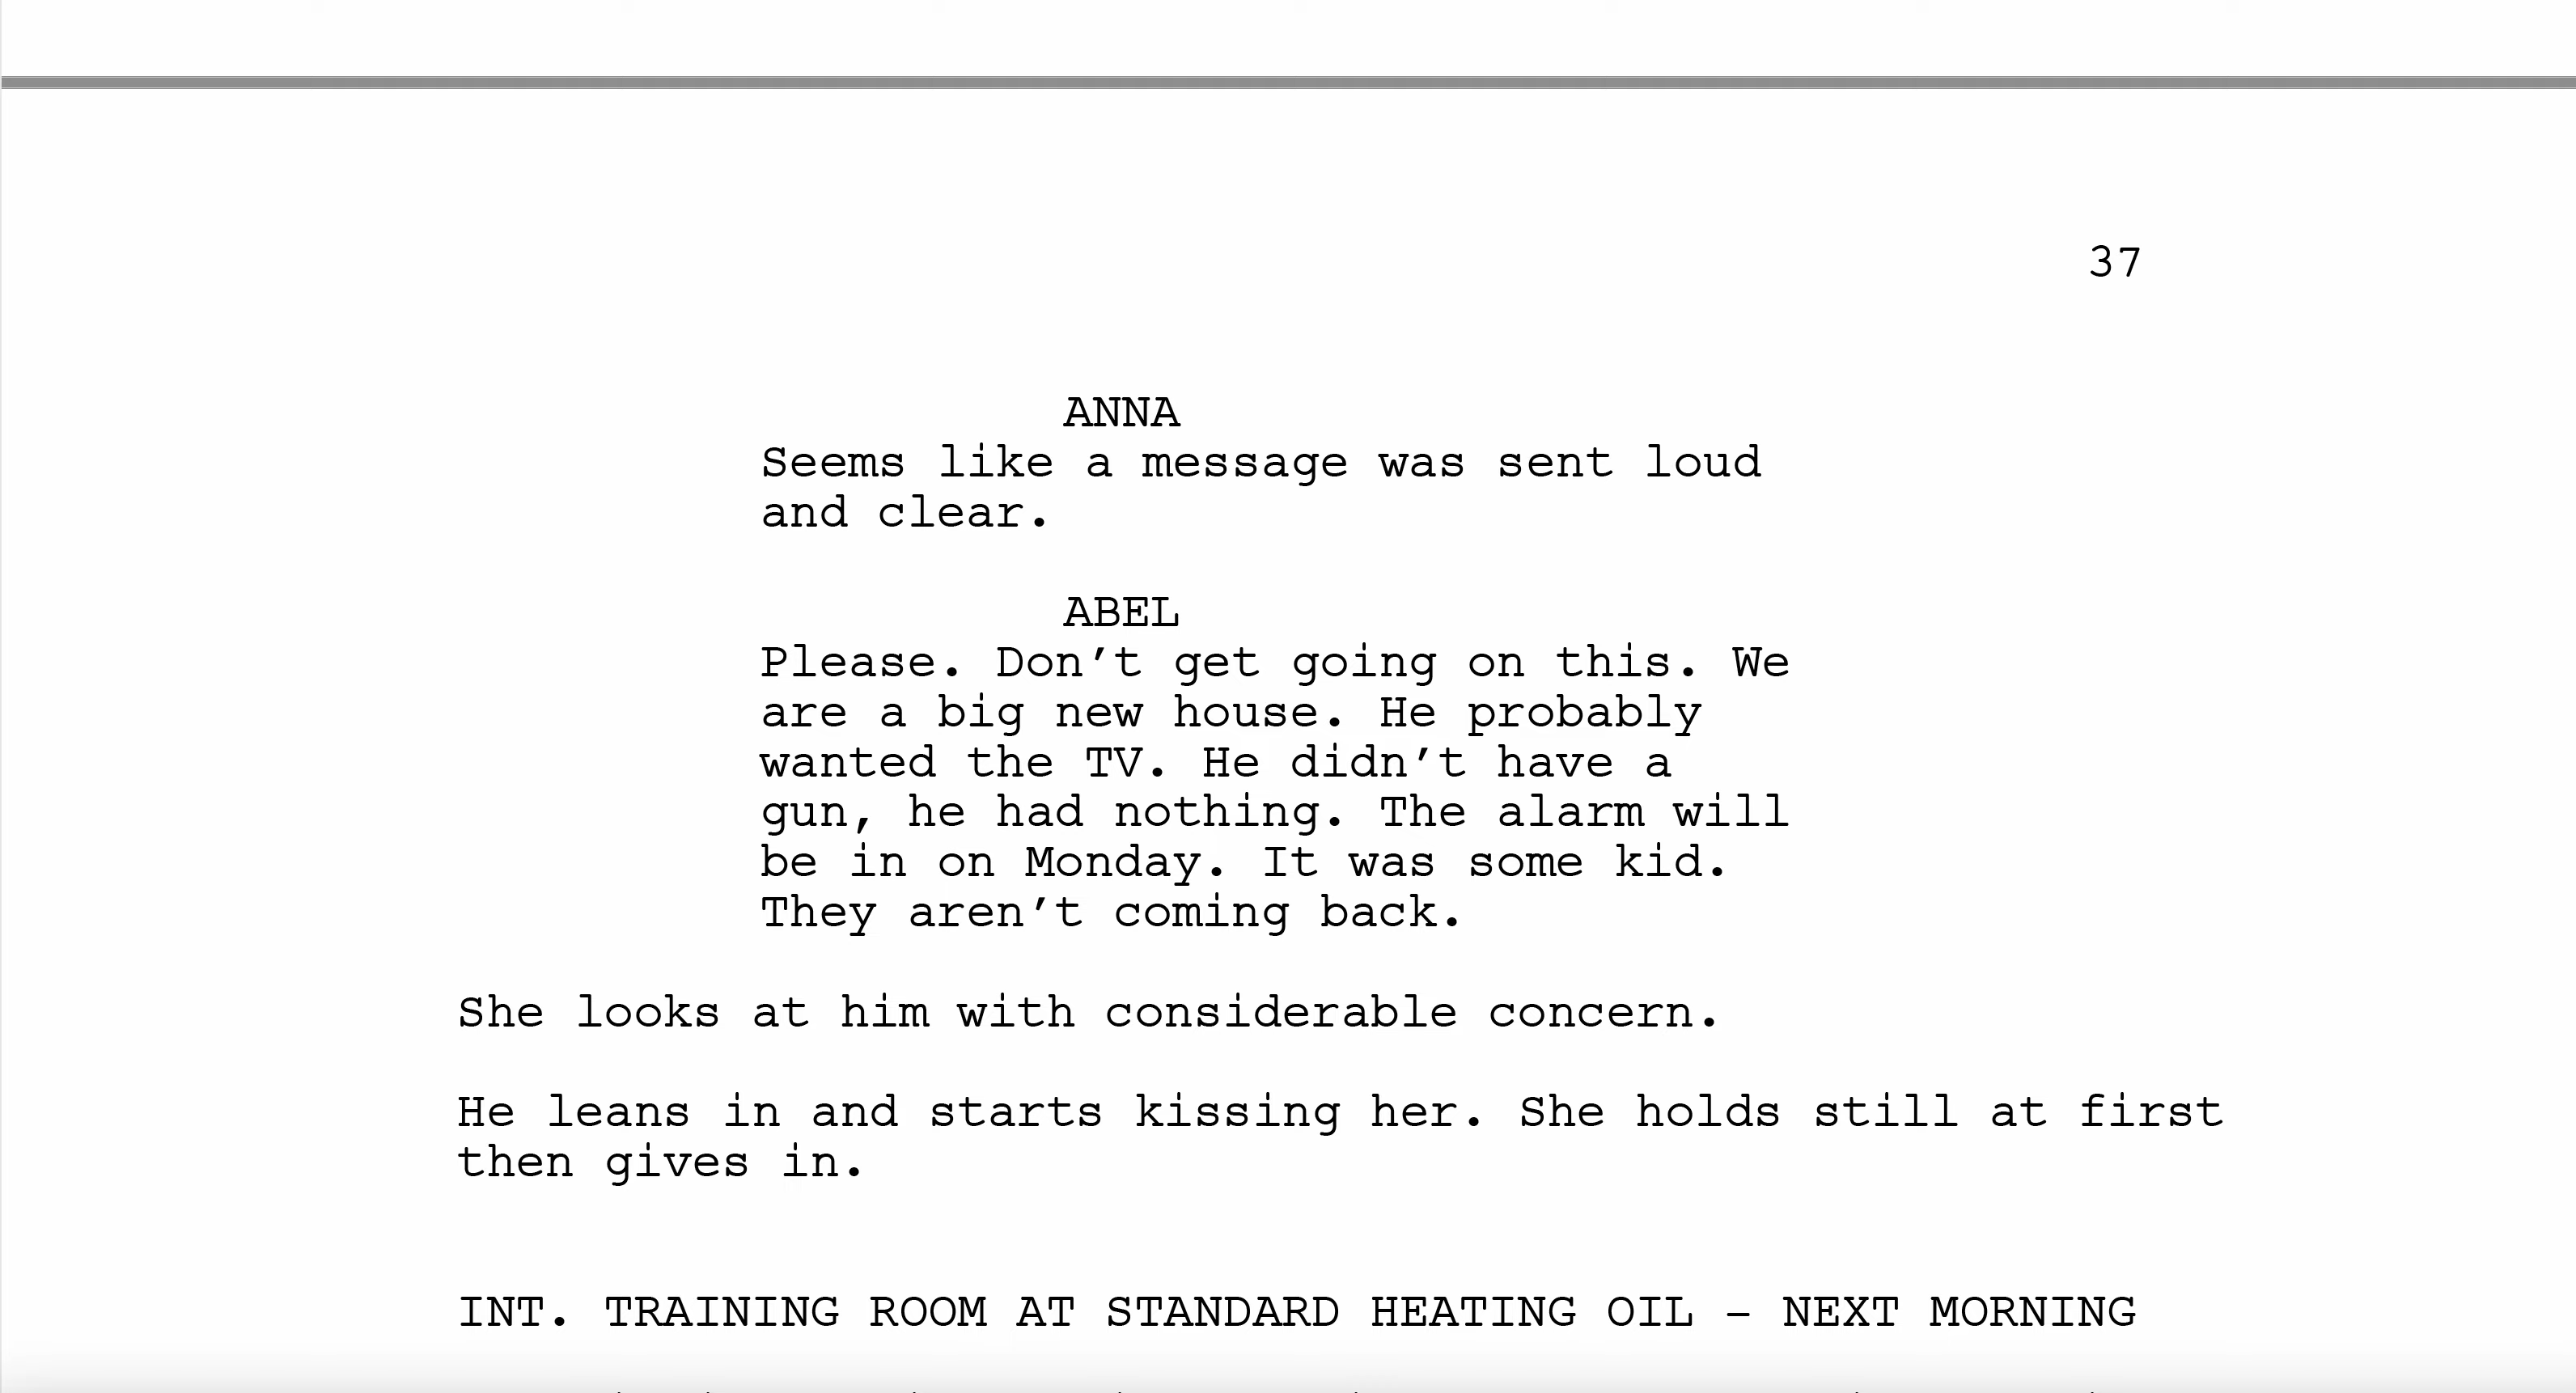 37
ANNA
Seems like a message was sent loud
and clear.
ABEL
Please. Don’t get going on this. We
are a big new house. He probably
wanted the TV. He didn’t have a
gun, he had nothing. The alarm will
be in on Monday. It was some kid.
They aren’t coming back.
She looks at him with considerable concern.
He leans in and starts kissing her. She holds still at first
then gives in.
INT. TRAINING ROOM AT STANDARD HEATING OIL – NEXT MORNING